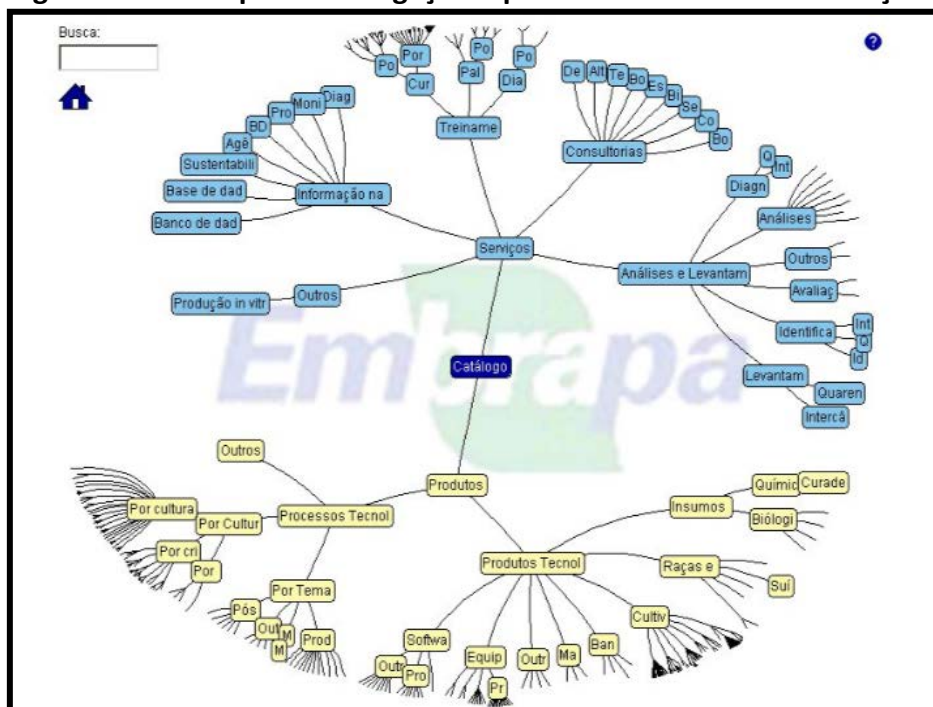 Busca:
Po
Por
Cur
Po
Pal
Po
Dia
Treiname
De
Alt
Te
Bo
Es
Bi
Se
Co
Bo
Consultorias
Diag
Moni
Pro
BD
Agê
Sustentabili
Base de dad
Banco de dad
Informação na
Q
Int
Diagn
Análises
Outros
Avaliaç
Análises e Levantam
Identifica
Int
Q
Id
Levantam
Quaren
Intercâ
Serviços
Produção in vitr
Outros
Embrapa
Catálogo
Outros
Produtos
Por cultura
Por Cultur
Processos Tecnol
Por cri
Por
Por Tema
Pós
Out
M
M
Prod
Químic
Curade
Insumos
Biólogi
Produtos Tecnol
Raças e
Suí
Cultiv
Softwa
Outr
Pro
Equip
Pr
Outr
Ma
Ban